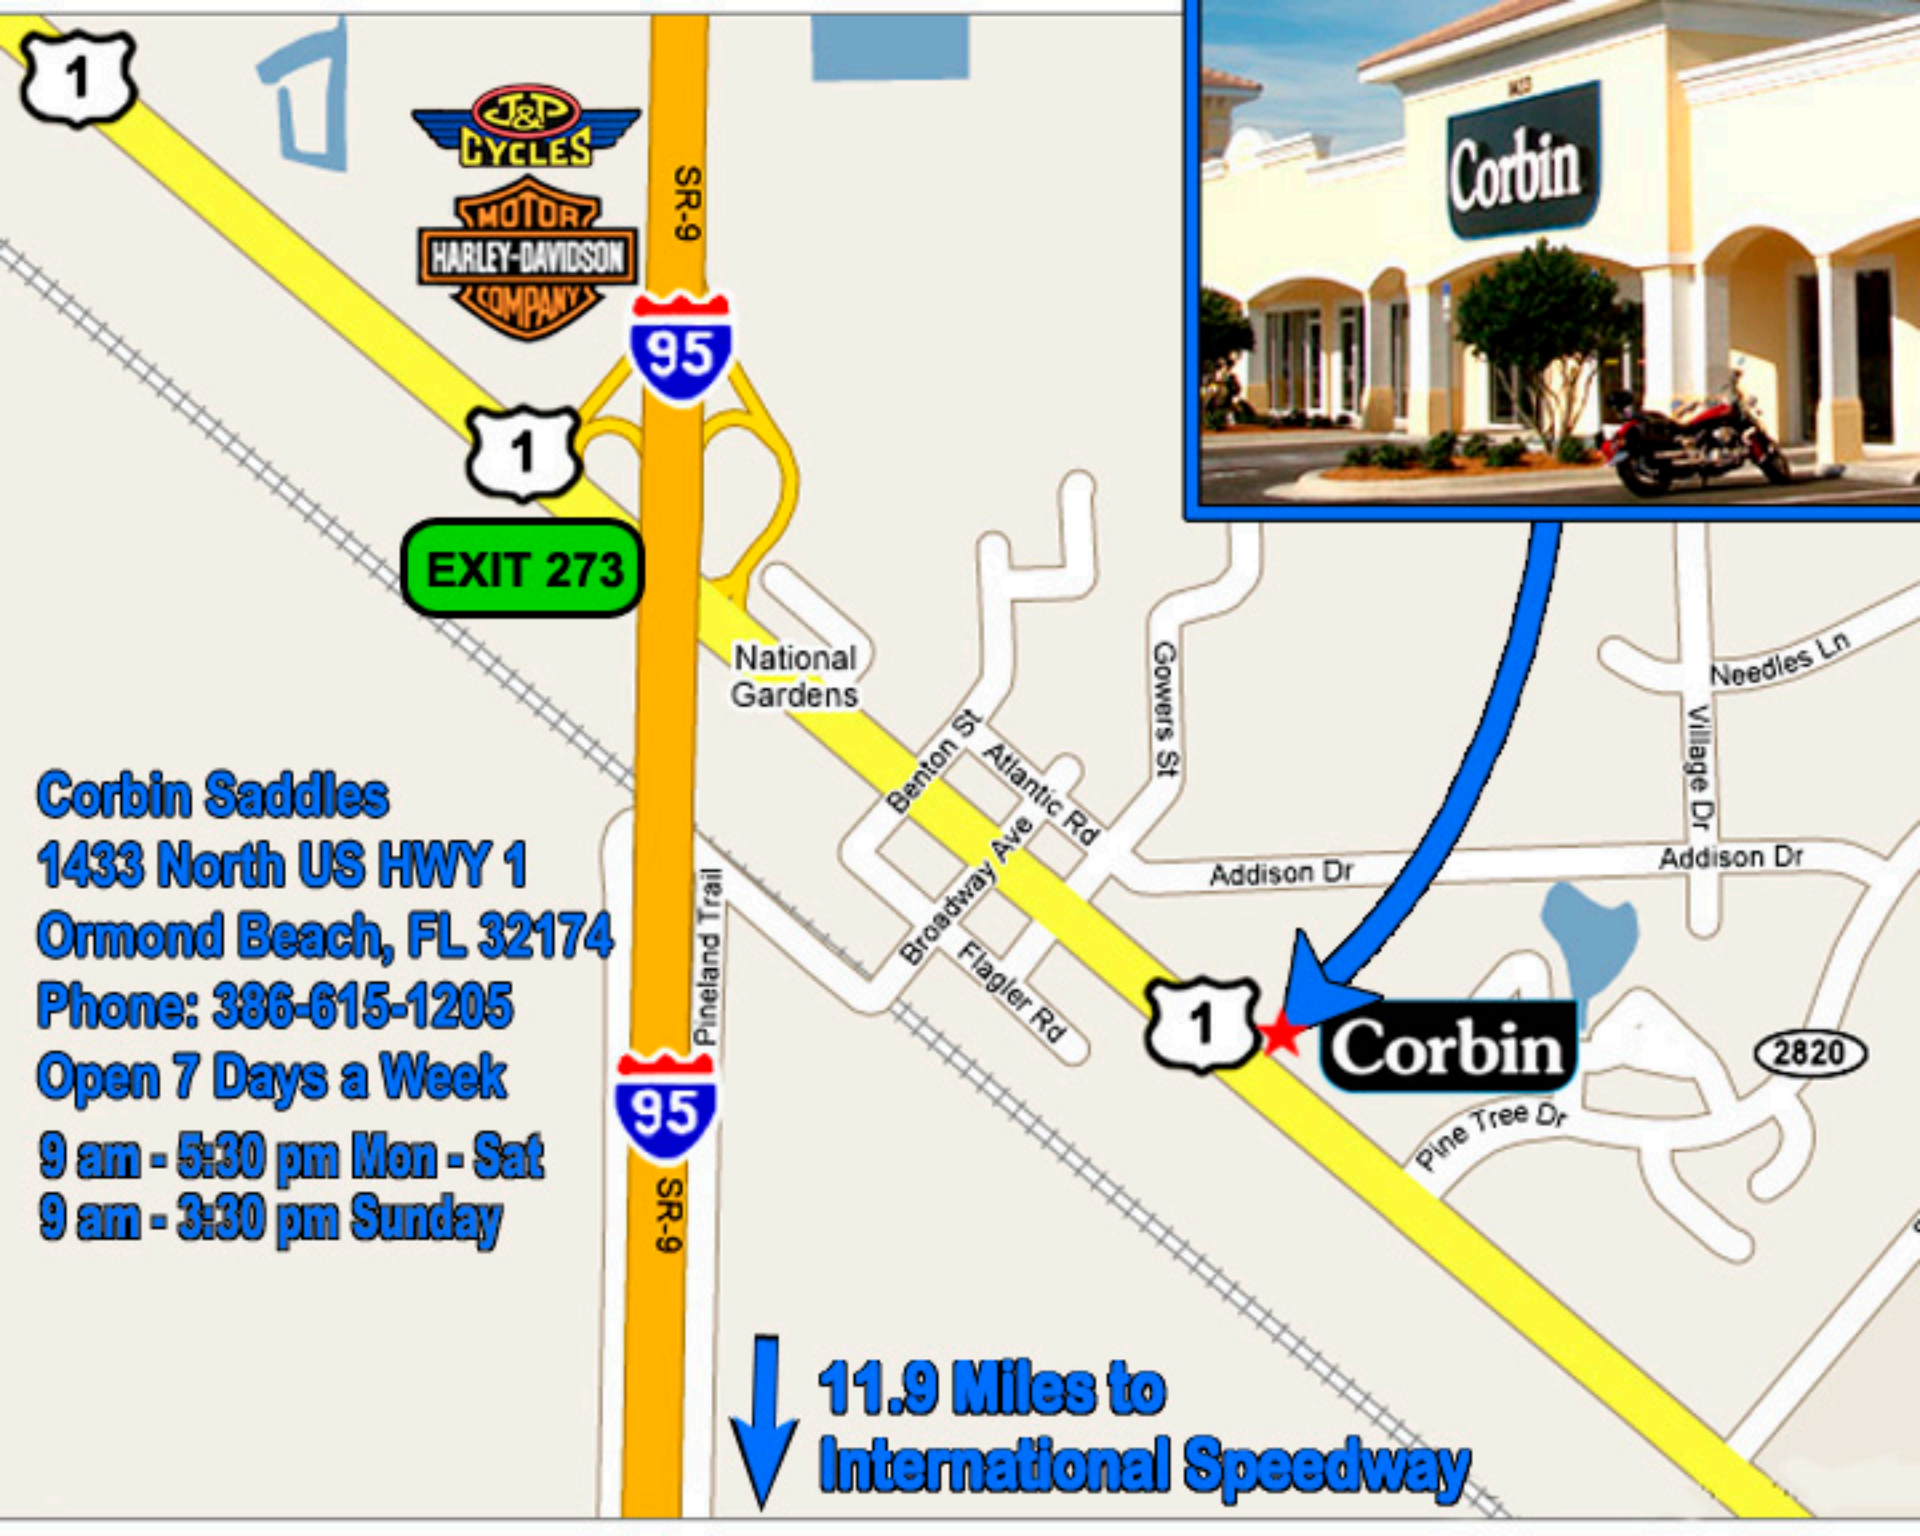 1
J&P
CYCLES
MOTOR
HARLEY-DAVIDSON
COMPANY
SR-9
95
1
EXIT 273
1433
Corbin
National
Gardens
Benton St
Atlantic Rd
Gowers St
Broadway Ave
Flagler Rd
Needles Ln
Village Dr
Addison Dr
Addison Dr
Pineland Trail
1
Corbin
2820
Pine Tree Dr
95
SR-9
Corbin Saddles
1433 North US HWY 1
Ormond Beach, FL 32174
Phone: 386-615-1205
Open 7 Days a Week
9 am - 5:30 pm Mon - Sat
9 am - 3:30 pm Sunday
11.9 Miles to
International Speedway